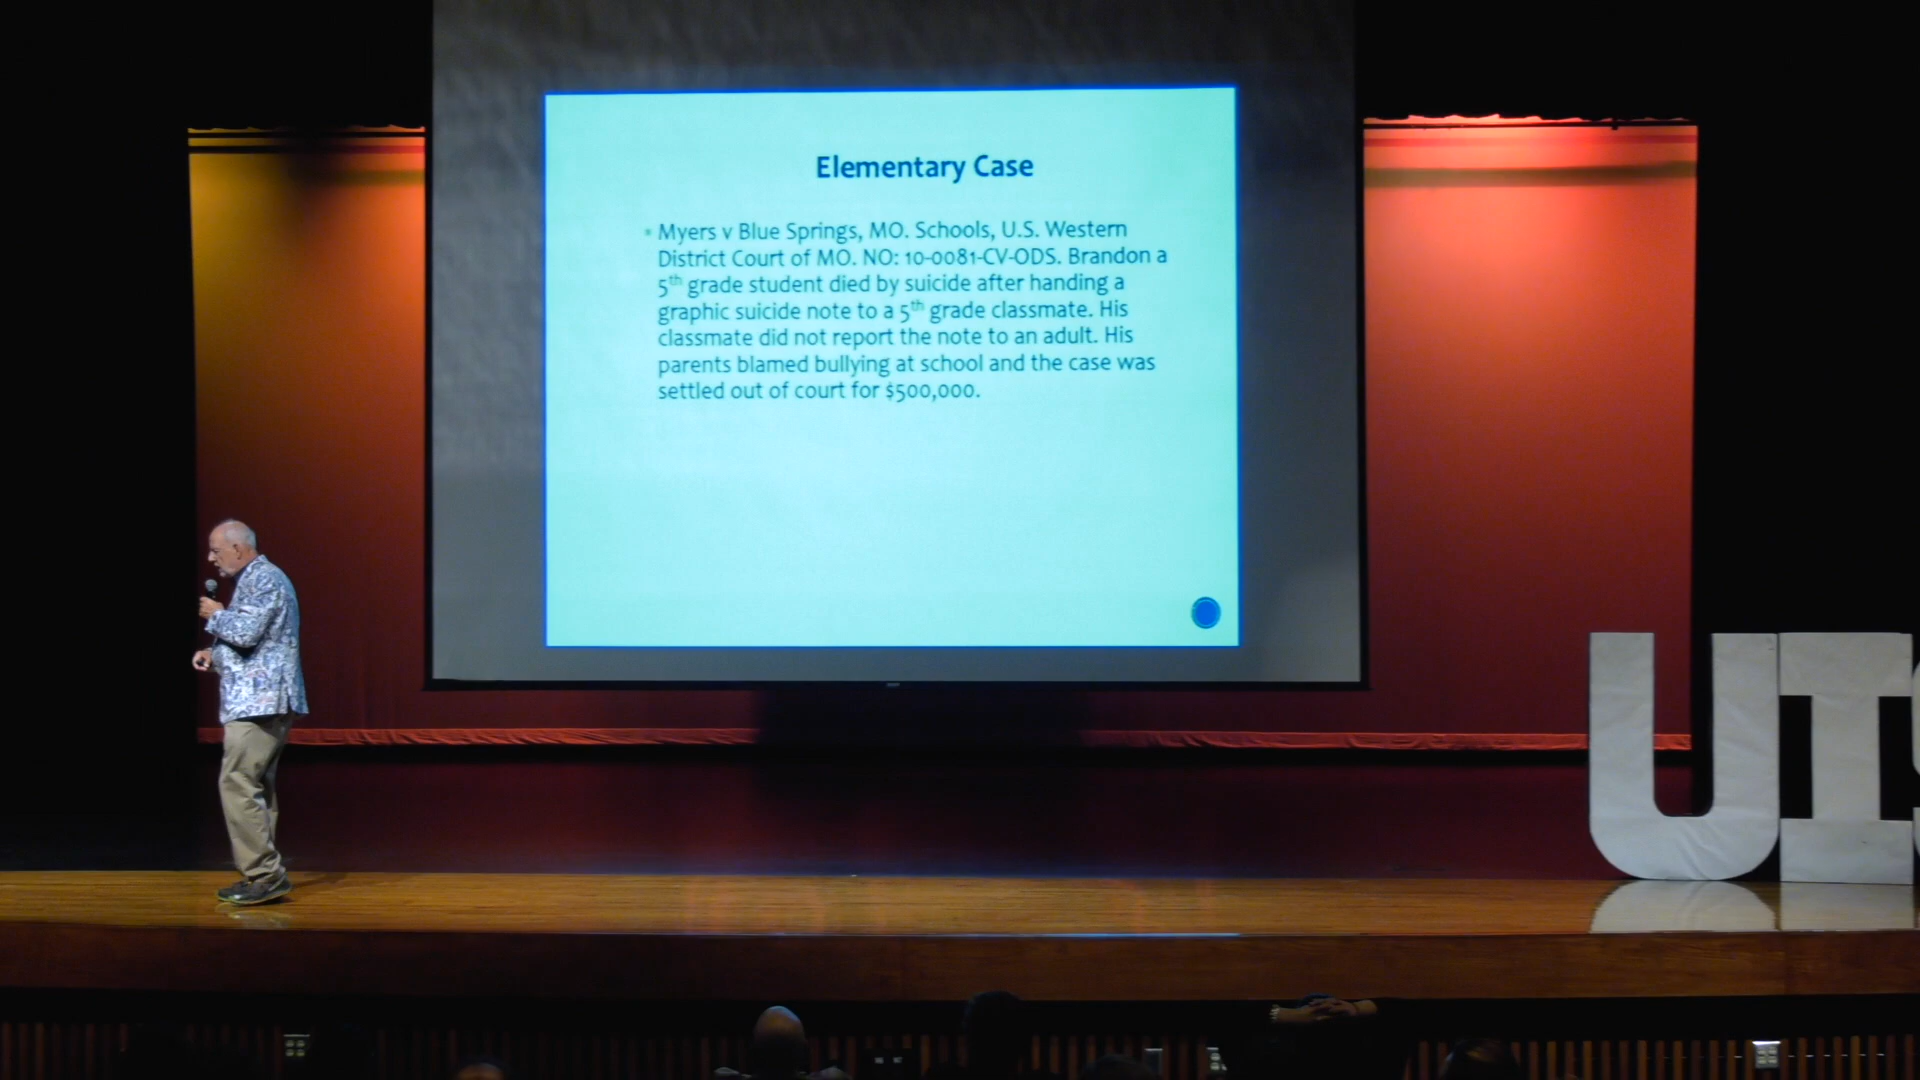 Elementary Case
Myers v Blue Springs, MO. Schools, U.S. Western
District Court of MO. NO: 10-0081-CV-ODS. Brandon a
5th grade student died by suicide after handing a
graphic suicide note to a 5th grade classmate. His
classmate did not report the note to an adult. His
parents blamed bullying at school and the case was
settled out of court for $500,000.
UI